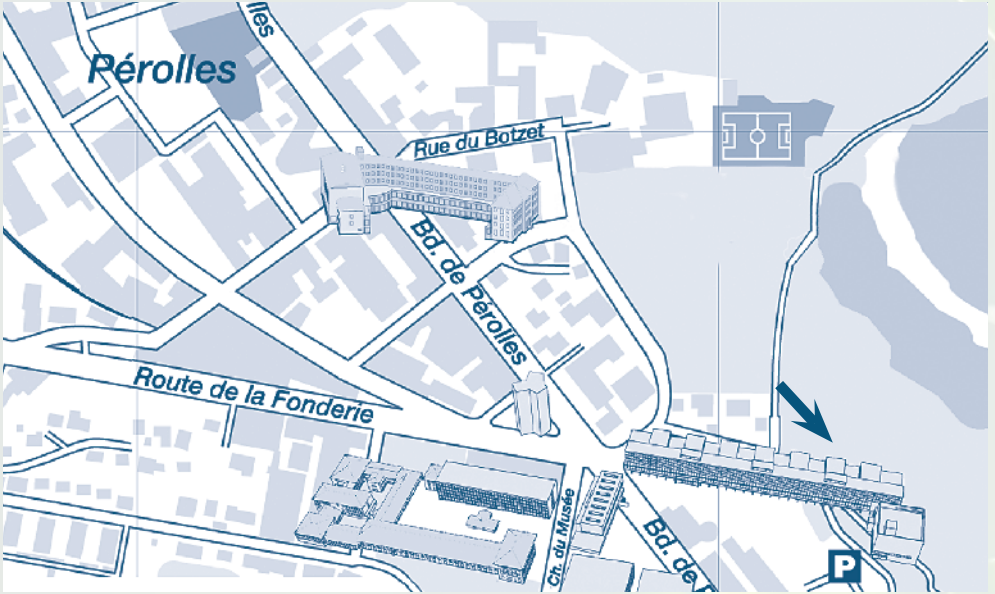 lles
Pérolles
Rue du Botzet
Bd. de Pérolles
Route de la Fonderie
Ch. du Musée
Bd. de P
P